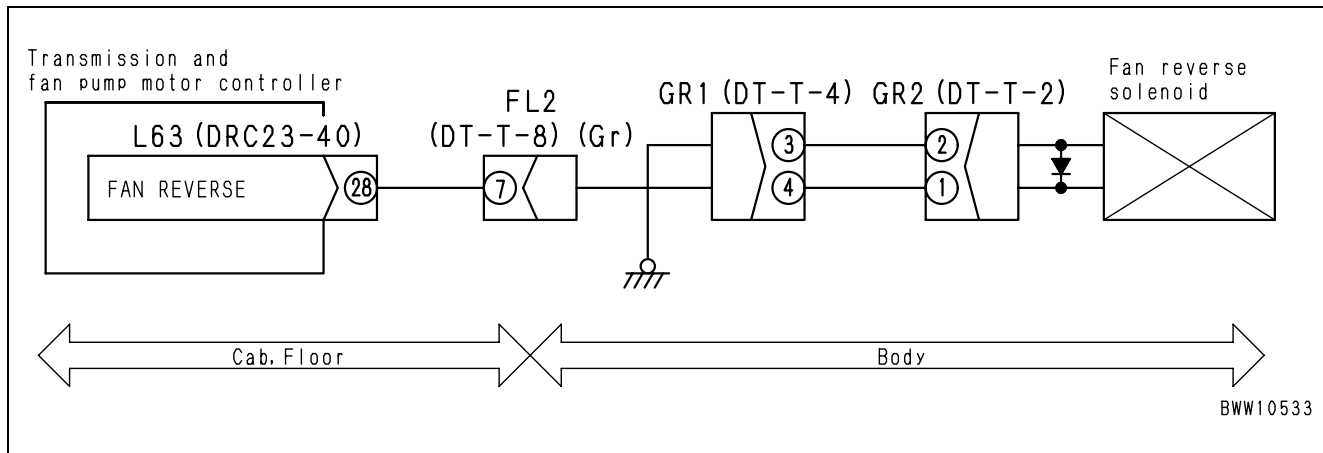 Transmission and
fan pump motor controller
L63 (DRC23-40)
FAN REVERSE
28
FL2
(DT-T-8) (Gr)
7
GR1 (DT-T-4)
3
4
GR2 (DT-T-2)
2
1
Fan reverse
solenoid
Cab, Floor
Body
BWW10533